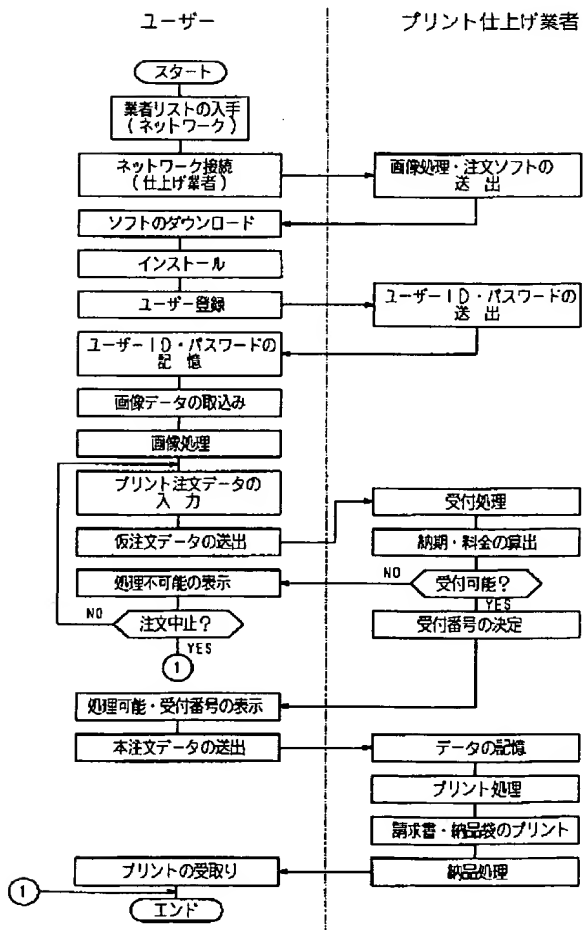 ユーザー
プリント仕上げ業者
スタート
業者リストの入手
(ネットワーク)
ネットワーク接続
(仕上げ業者)
画像処理・注文ソフトの
送出
ソフトのダウンロード
インストール
ユーザー登録
ユーザーID・パスワードの
送出
ユーザーID・パスワードの
記憶
画像データの取込み
画像処理
プリント注文データの
入力
受付処理
仮注文データの送出
納期・料金の算出
処理不可能の表示
NO
受付可能?
YES
NO
注文中止?
受付番号の決定
YES
1
処理可能・受付番号の表示
本注文データの送出
データの記憶
プリント処理
請求書・納品袋のプリント
プリントの受取り
納品処理
1
エンド